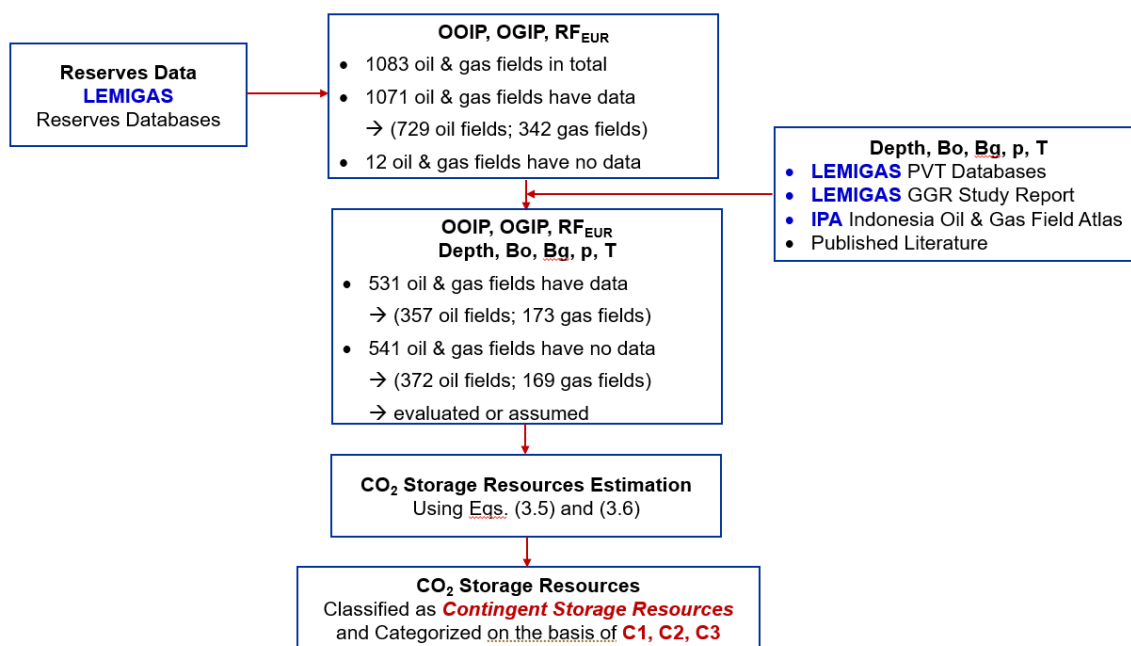 Reserves Data
LEMIGAS
Reserves Databases
OOIP, OGIP, RFEUR
• 1083 oil & gas fields in total
• 1071 oil & gas fields have data
→ (729 oil fields; 342 gas fields)
• 12 oil & gas fields have no data
Depth, Bo, Bg, p, T
• LEMIGAS PVT Databases
• LEMIGAS GGR Study Report
• IPA Indonesia Oil & Gas Field Atlas
• Published Literature
OOIP, OGIP, RFEUR
Depth, Bo, Bg, p, T
• 531 oil & gas fields have data
→ (357 oil fields; 173 gas fields)
• 541 oil & gas fields have no data
→ (372 oil fields; 169 gas fields)
→ evaluated or assumed
CO2 Storage Resources Estimation
Using Eqs. (3.5) and (3.6)
CO2 Storage Resources
Classified as Contingent Storage Resources
and Categorized on the basis of C1, C2, C3